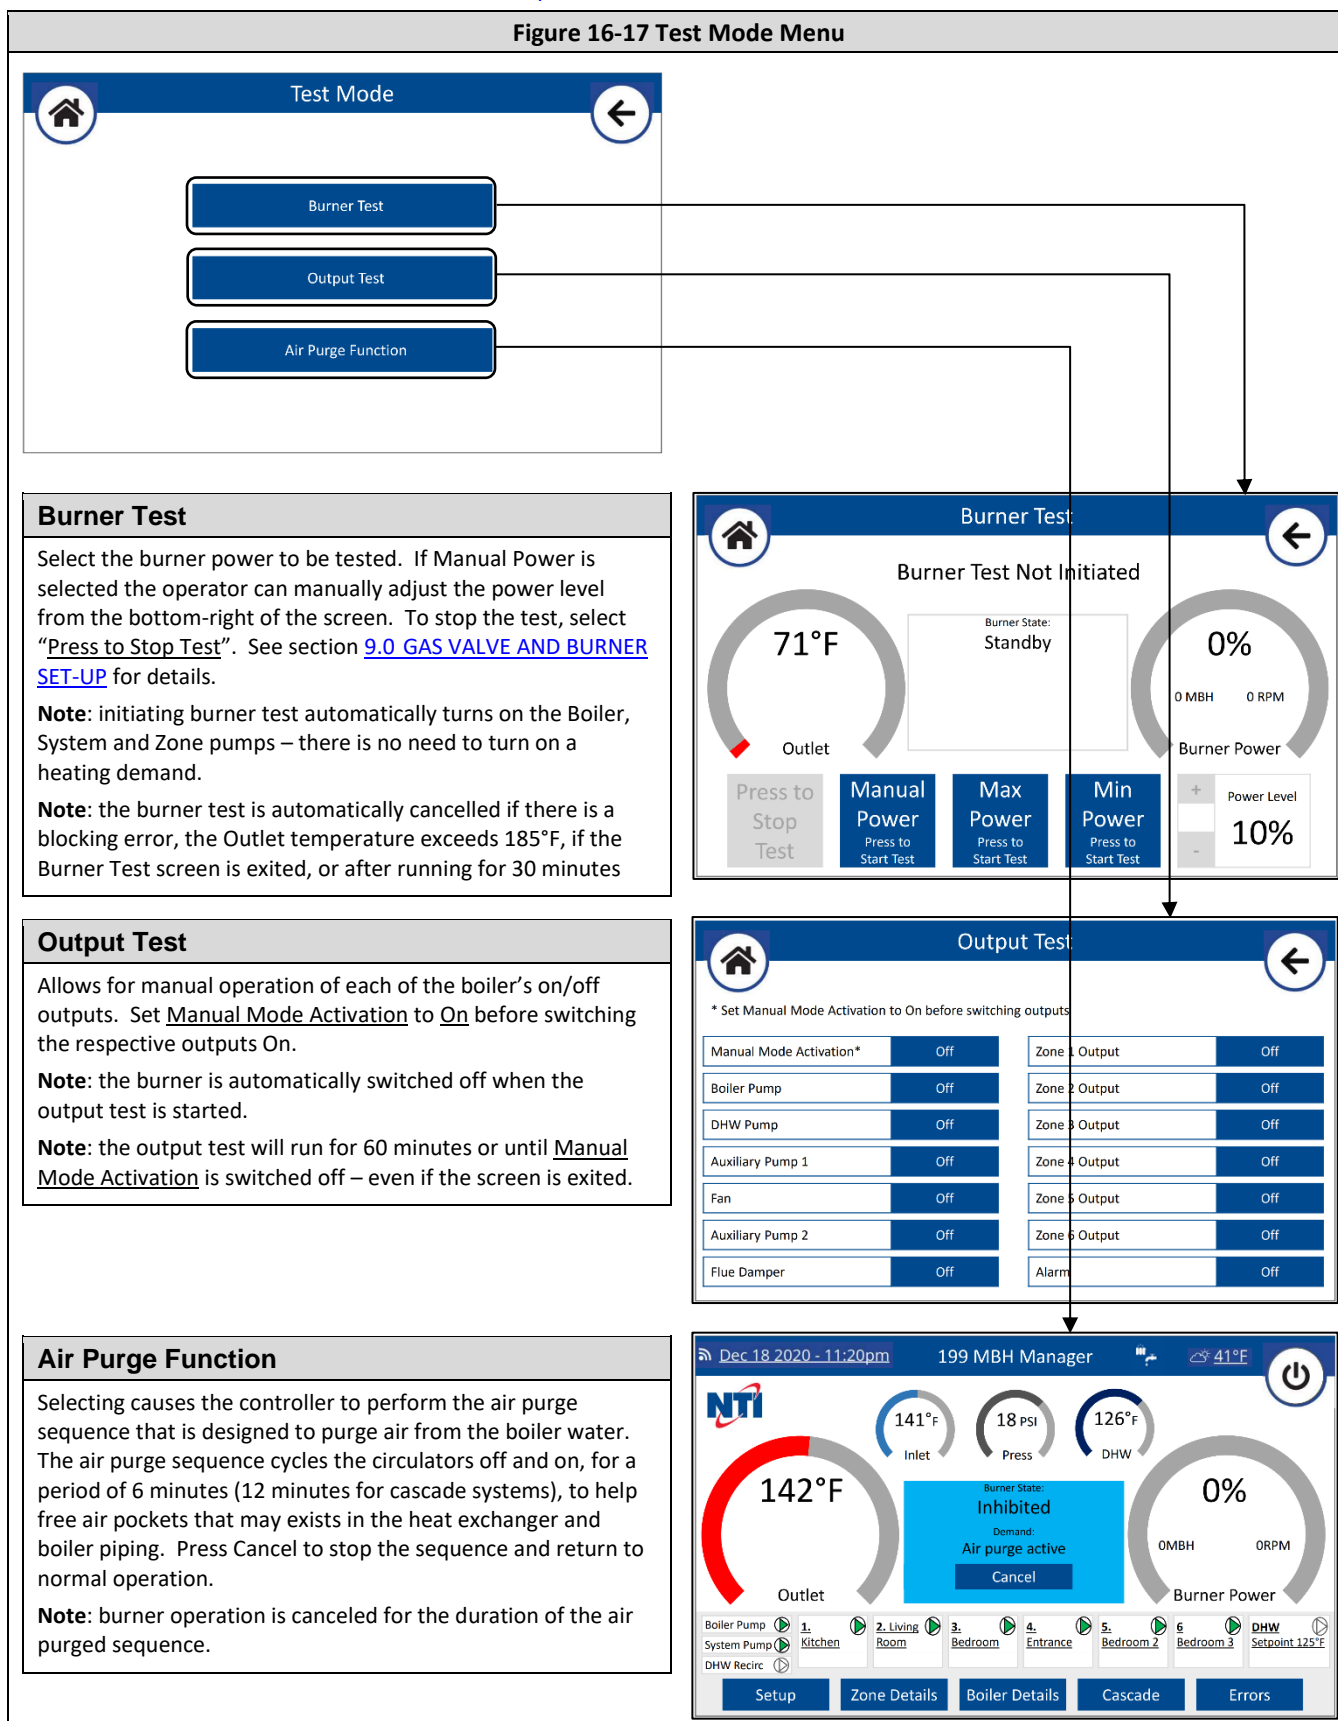 Figure 16-17 Test Mode Menu
Test Mode
Burner Test
Output Test
Air Purge Function
Burner Test
Select the burner power to be tested.  If Manual Power is
selected the operator can manually adjust the power level
from the bottom-right of the screen.  To stop the test, select
“Press to Stop Test”.  See section 9.0 GAS VALVE AND BURNER
SET-UP for details.
Note: initiating burner test automatically turns on the Boiler,
System and Zone pumps – there is no need to turn on a
heating demand.
Note: the burner test is automatically cancelled if there is a
blocking error, the Outlet temperature exceeds 185°F, if the
Burner Test screen is exited, or after running for 30 minutes
Burner Test
Burner Test Not Initiated
71°F
Outlet
Burner State:
Standby
0%
0 MBH 0 RPM
Burner Power
Press to
Stop
Test
Manual
Power
Press to
Start Test
Max
Power
Press to
Start Test
Min
Power
Press to
Start Test
+
-
Power Level
10%
Output Test
Allows for manual operation of each of the boiler’s on/off
outputs.  Set Manual Mode Activation to On before switching
the respective outputs On.
Note: the burner is automatically switched off when the
output test is started.
Note: the output test will run for 60 minutes or until Manual
Mode Activation is switched off – even if the screen is exited.
Output Test
* Set Manual Mode Activation to On before switching outputs
Manual Mode Activation* Off Zone 1 Output Off
Boiler Pump Off Zone 2 Output Off
DHW Pump Off Zone 3 Output Off
Auxiliary Pump 1 Off Zone 4 Output Off
Fan Off Zone 5 Output Off
Auxiliary Pump 2 Off Zone 6 Output Off
Flue Damper Off Alarm Off
Air Purge Function
Selecting causes the controller to perform the air purge
sequence that is designed to purge air from the boiler water.
The air purge sequence cycles the circulators off and on, for a
period of 6 minutes (12 minutes for cascade systems), to help
free air pockets that may exists in the heat exchanger and
boiler piping.  Press Cancel to stop the sequence and return to
normal operation.
Note: burner operation is canceled for the duration of the air
purged sequence.
Dec 18 2020 - 11:20pm 199 MBH Manager 41°F
NTI
141°F
Inlet
18 PSI
Press
126°F
DHW
142°F
Outlet
Burner State:
Inhibited
Demand:
Air purge active
Cancel
0%
0MBH 0RPM
Burner Power
Boiler Pump
System Pump
DHW Recirc
1.
Kitchen
2. Living
Room
3.
Bedroom
4.
Entrance
5.
Bedroom 2
6
Bedroom 3
DHW
Setpoint 125°F
Setup Zone Details Boiler Details Cascade Errors